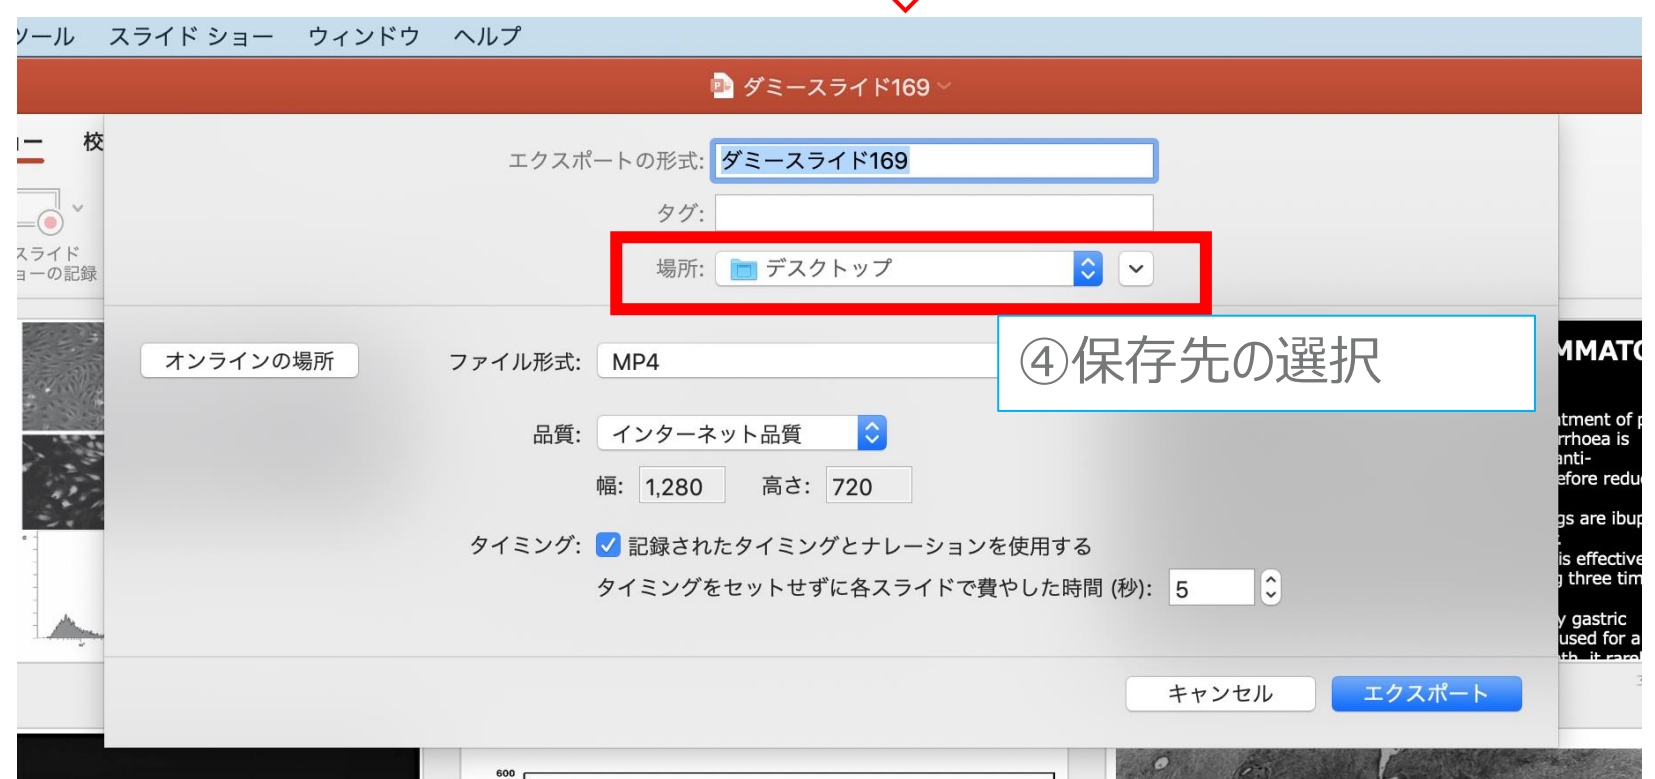 ツール スライド ショー ウィンドウ ヘルプ
ダミースライド169
校
エクスポートの形式: ダミースライド169
タグ:
スライド
ョーの記録
場所: デスクトップ
オンラインの場所 ファイル形式: MP4
④保存先の選択
品質: インターネット品質
幅: 1,280 高さ: 720
タイミング: 記録されたタイミングとナレーションを使用する
タイミングをセットせずに各スライドで費やした時間 (秒): 5
キャンセル エクスポート
MMATO
tment of p
rrhoea is
anti-
efore redu
gs are ibup
is effective
three tim
y gastric
used for a
600